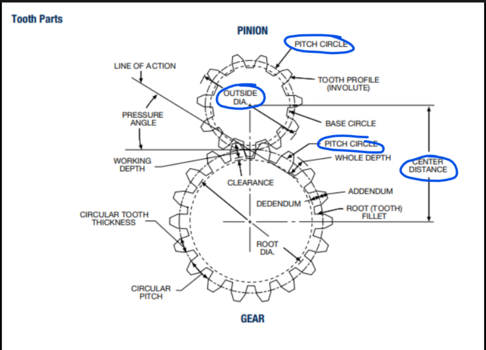 Tooth Parts
PINION
PITCH CIRCLE
LINE OF ACTION
TOOTH PROFILE
(INVOLUTE)
OUTSIDE
DIA.
PRESSURE
ANGLE
BASE CIRCLE
PITCH CIRCLE
WORKING
DEPTH
WHOLE DEPTH
CENTER
DISTANCE
CLEARANCE
ADDENDUM
DEDENDUM
CIRCULAR TOOTH
THICKNESS
ROOT (TOOTH)
FILLET
ROOT
DIA.
CIRCULAR
PITCH
GEAR